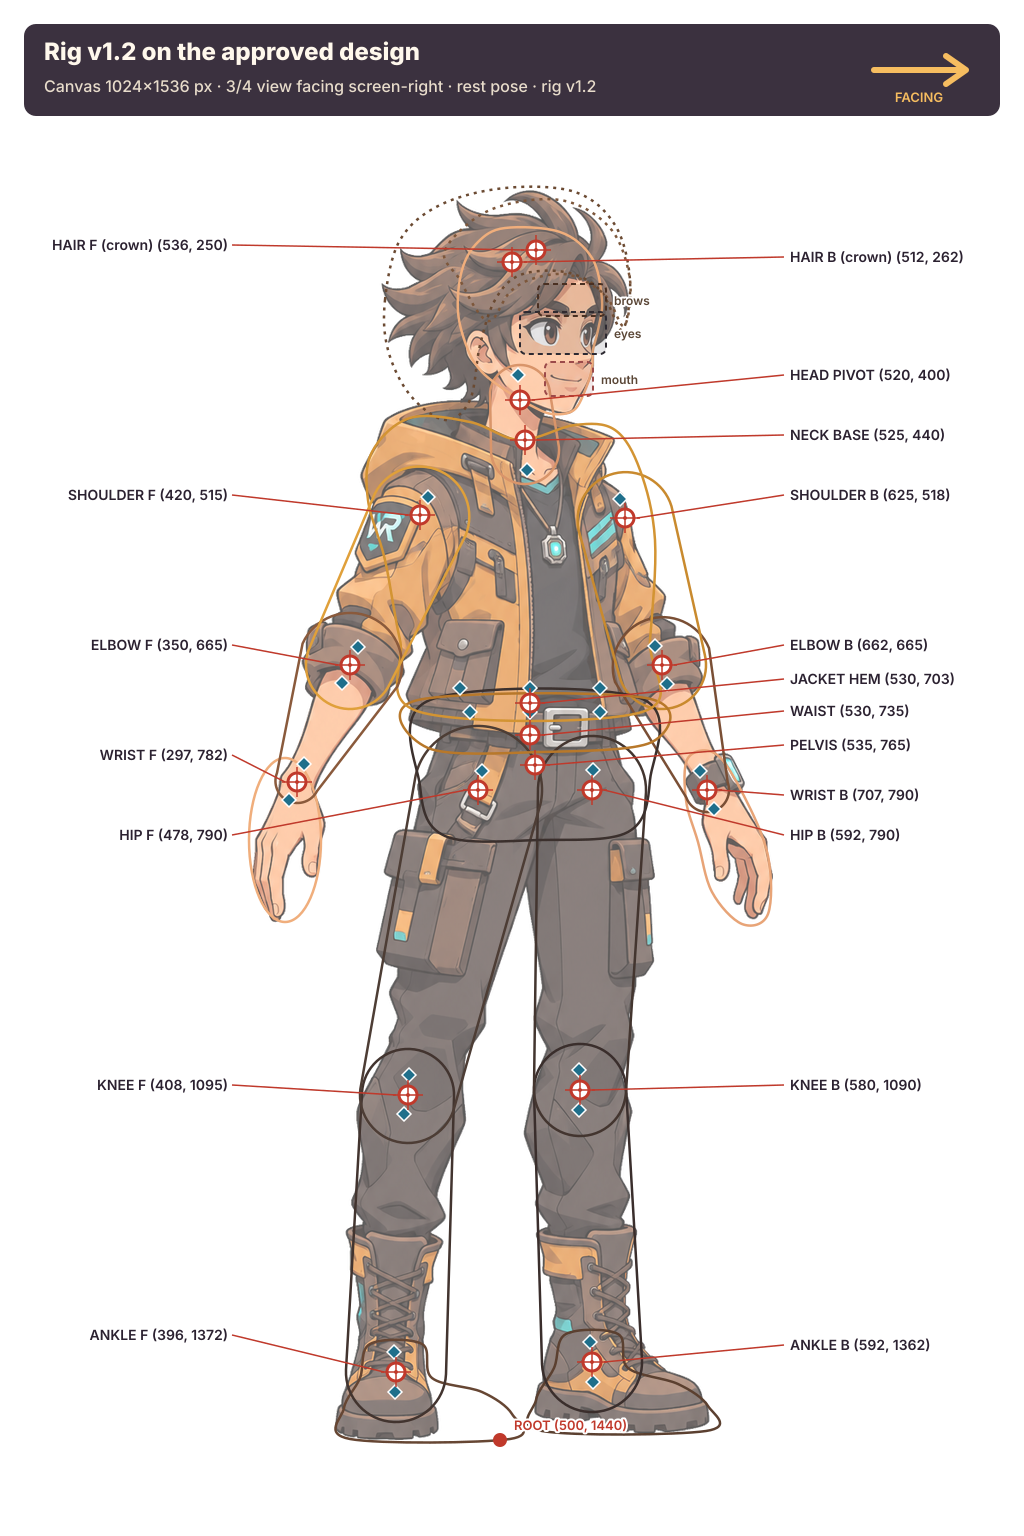 Rig v1.2 on the approved design
Canvas 1024×1536 px · 3/4 view facing screen-right · rest pose · rig v1.2
FACING
HAIR F (crown) (536, 250)
HAIR B (crown) (512, 262)
brows
eyes
mouth
HEAD PIVOT (520, 400)
NECK BASE (525, 440)
SHOULDER F (420, 515)
SHOULDER B (625, 518)
WR
ELBOW F (350, 665)
ELBOW B (662, 665)
JACKET HEM (530, 703)
WAIST (530, 735)
PELVIS (535, 765)
WRIST F (297, 782)
WRIST B (707, 790)
HIP F (478, 790)
HIP B (592, 790)
KNEE F (408, 1095)
KNEE B (580, 1090)
ANKLE F (396, 1372)
ANKLE B (592, 1362)
ROOT (500, 1440)